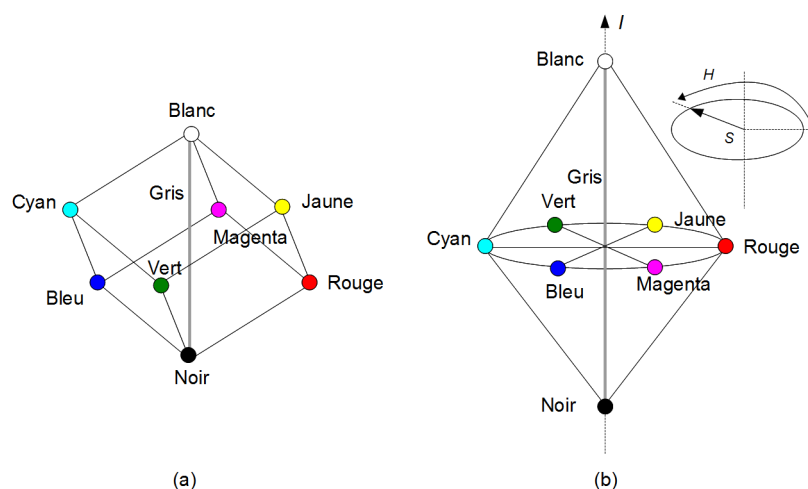 Blanc
Cyan
Gris
Jaune
Magenta
Vert
Bleu
Rouge
Noir
(a)
I
Blanc
H
S
Gris
Vert
Jaune
Cyan
Rouge
Bleu
Magenta
Noir
(b)